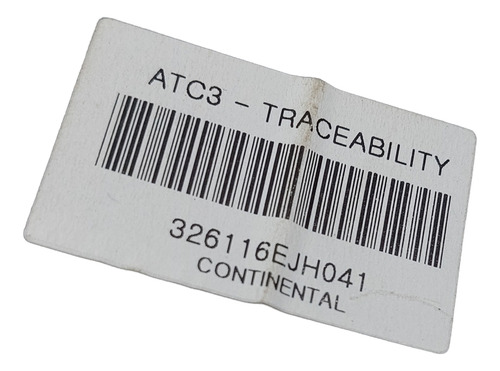 ATC3 - TRACEABILITY
326116EJH041
CONTINENTAL